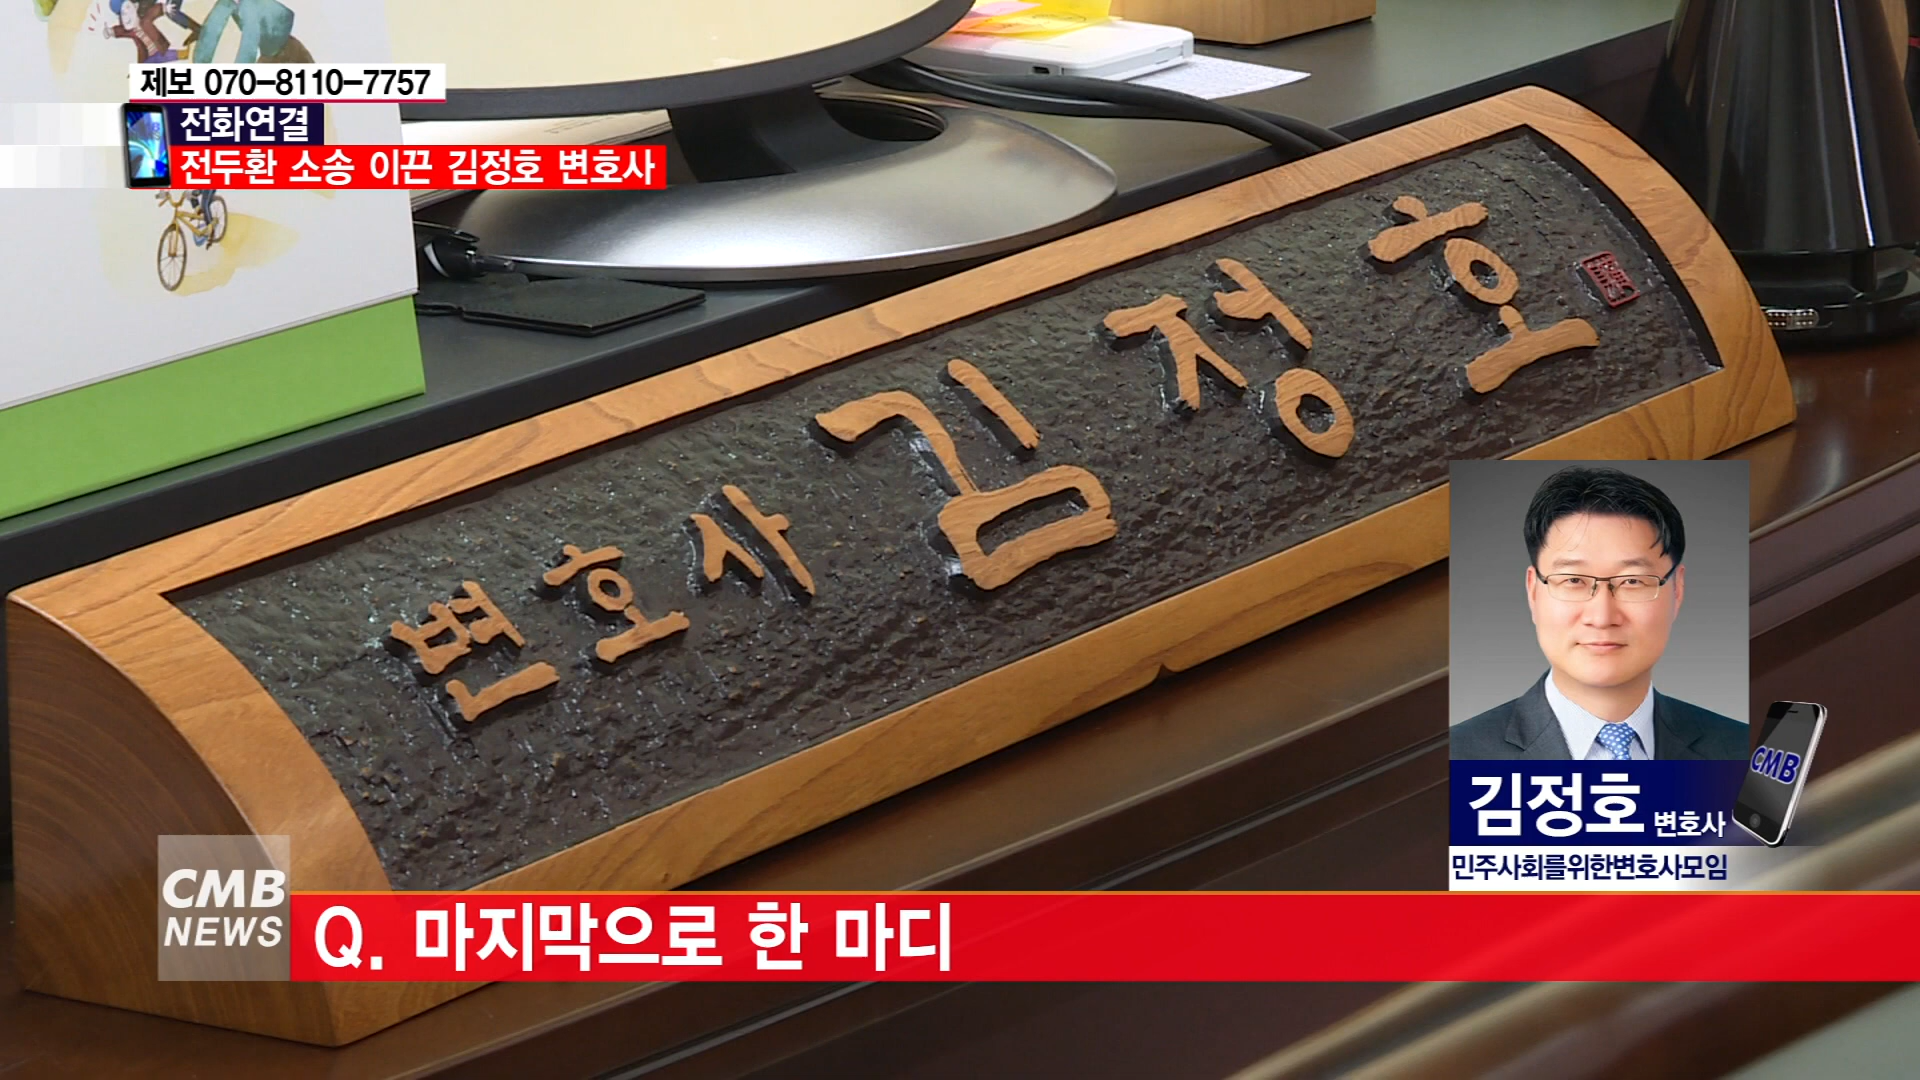 제보 070-8110-7757
전화연결
전두환 소송 이끈 김정호 변호사
변호사 김정호
CMB
김정호 변호사
민주사회를위한변호사모임
CMB
NEWS
Q. 마지막으로 한 마디